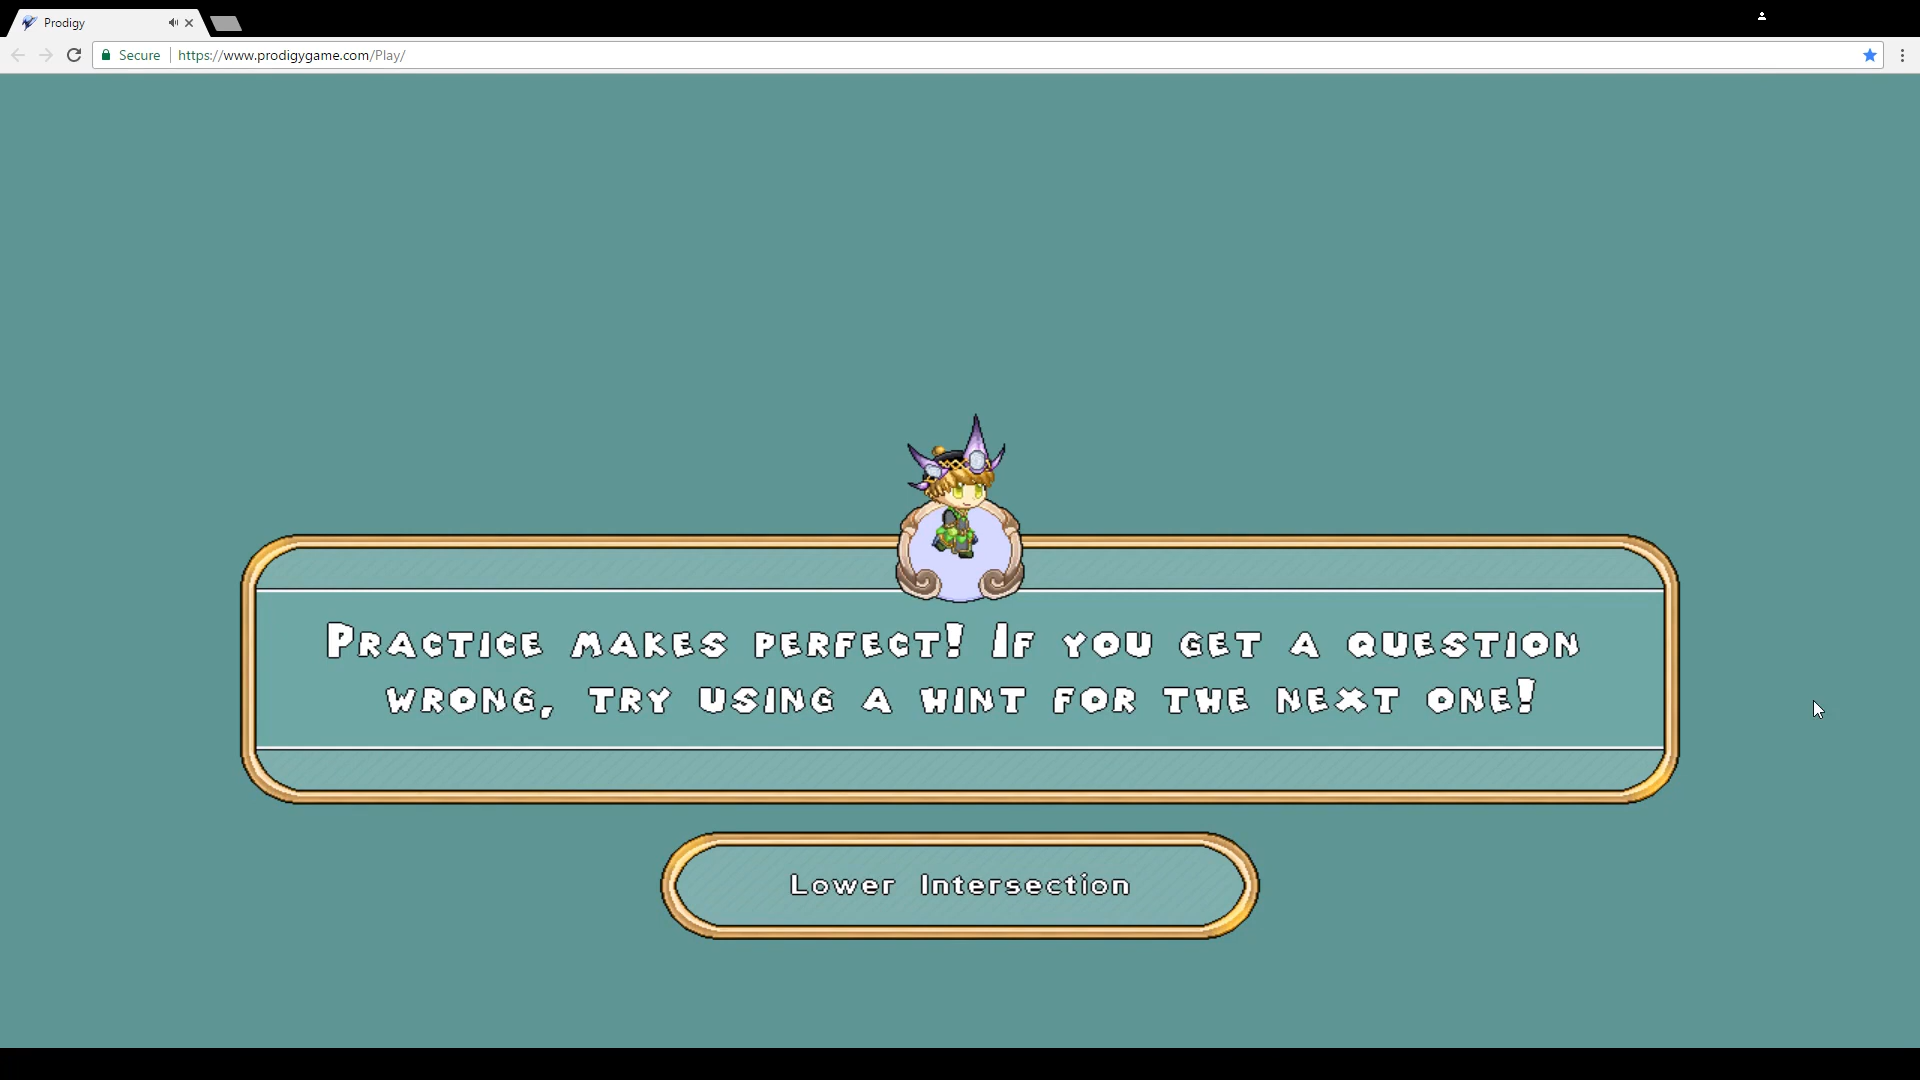 Prodigy
Secure https://www.prodigygame.com/Play/
Practice makes perfect! If you get a question
wrong, try using a hint for the next one!
Lower Intersection